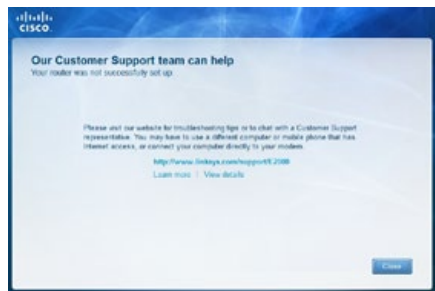 CISCO
Our Customer Support team can help
Your router was not successfully set up.
Please visit our website for troubleshooting tips or to chat with a Customer Support
representative. You may have to use a different computer or mobile phone that has
Internet access, or connect your computer directly to your modem.
http://www.linksys.com/support/E2000
Learn more | View details
Close